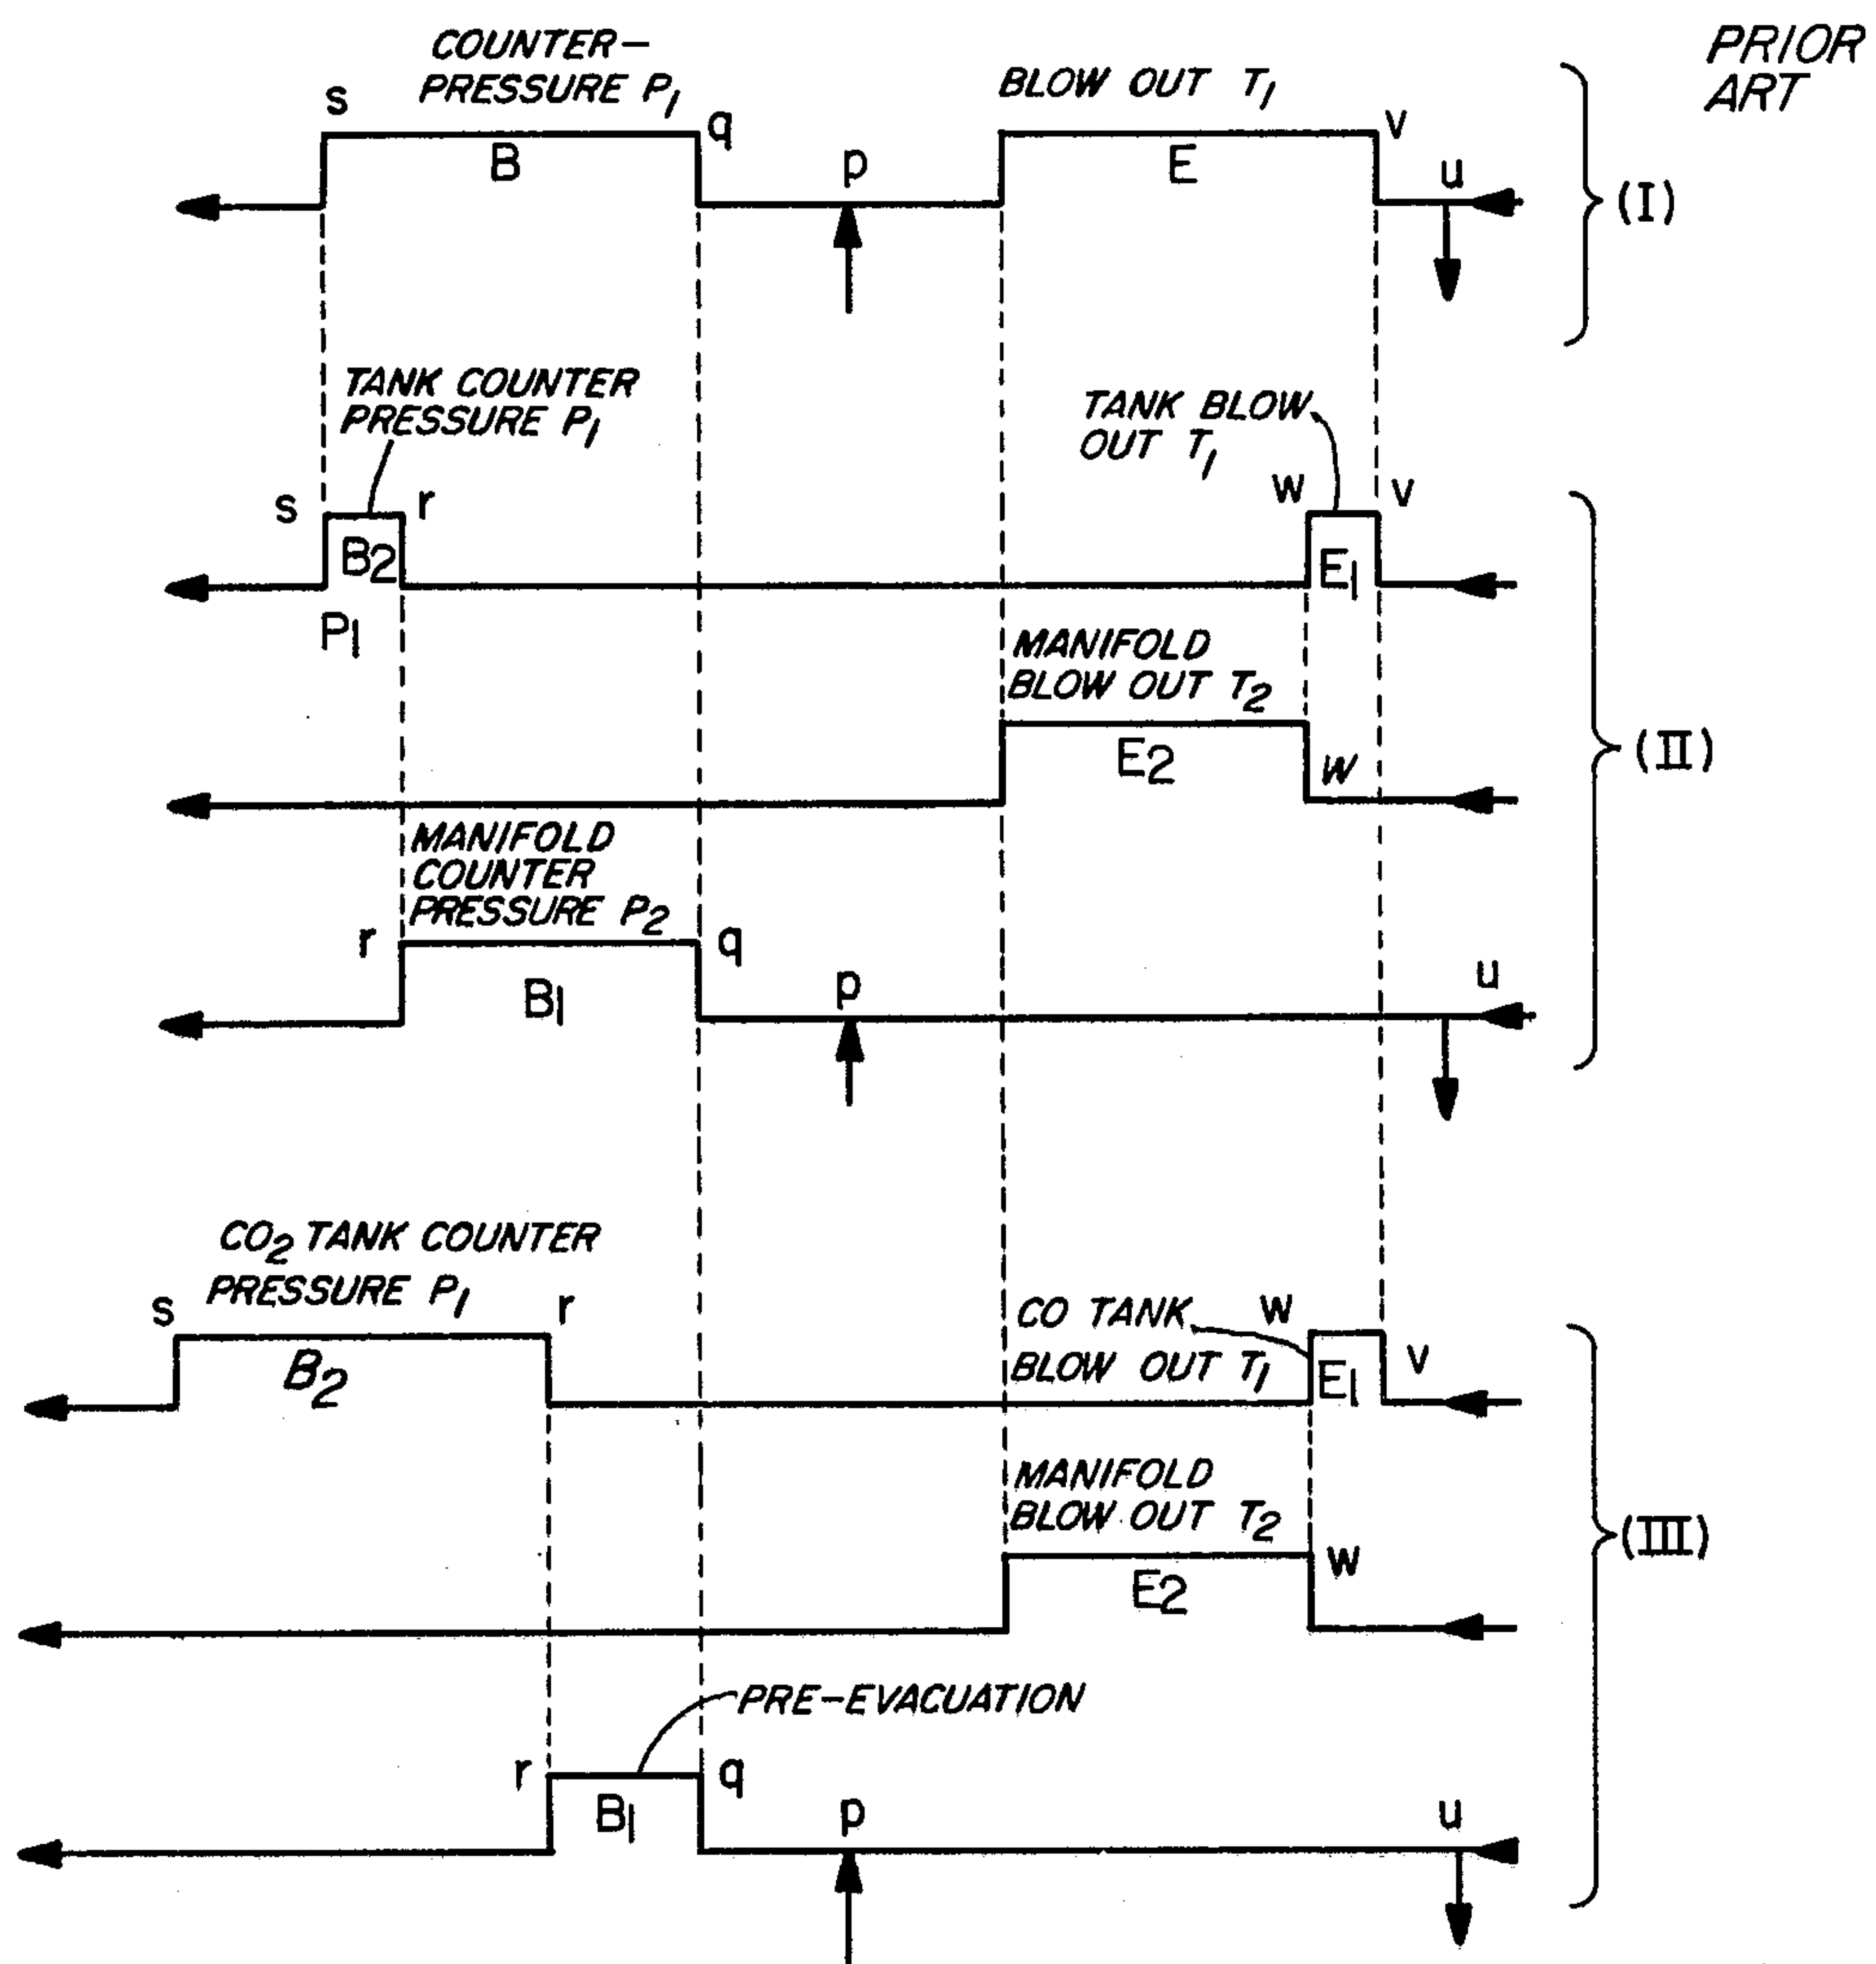 PRIOR
ART
COUNTER-
PRESSURE P1
BLOW OUT T1
s
q
p
v
u
B
E
(I)
TANK COUNTER
PRESSURE P1
TANK BLOW
OUT T1
s
r
w
v
B2
E1
P1
MANIFOLD
BLOW OUT T2
E2
w
(II)
MANIFOLD
COUNTER
PRESSURE P2
r
q
p
u
B1
CO2 TANK COUNTER
PRESSURE P1
s
r
CO TANK
BLOW OUT T1
w
v
B2
E1
MANIFOLD
BLOW OUT T2
w
E2
(III)
PRE-EVACUATION
r
q
p
u
B1